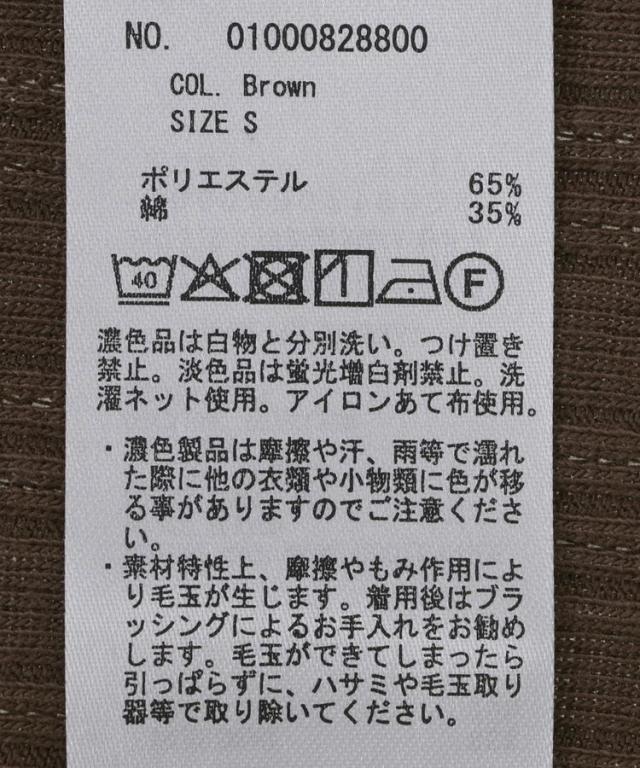 NO. 01000828800
COL. Brown
SIZE S
ポリエステル 65%
綿 35%
40 F
濃色品は白物と分別洗い。つけ置き
禁止。淡色品は蛍光増白剤禁止。洗
濯ネット使用。アイロンあて布使用。
・濃色製品は摩擦や汗、雨等で濡れ
た際に他の衣類や小物類に色が移
る事がありますのでご注意くださ
い。
・素材特性上、摩擦やもみ作用によ
り毛玉が生じます。着用後はブラ
ッシングによるお手入れをお勧め
します。毛玉ができてしまったら
引っぱらずに、ハサミや毛玉取り
器等で取り除いてください。